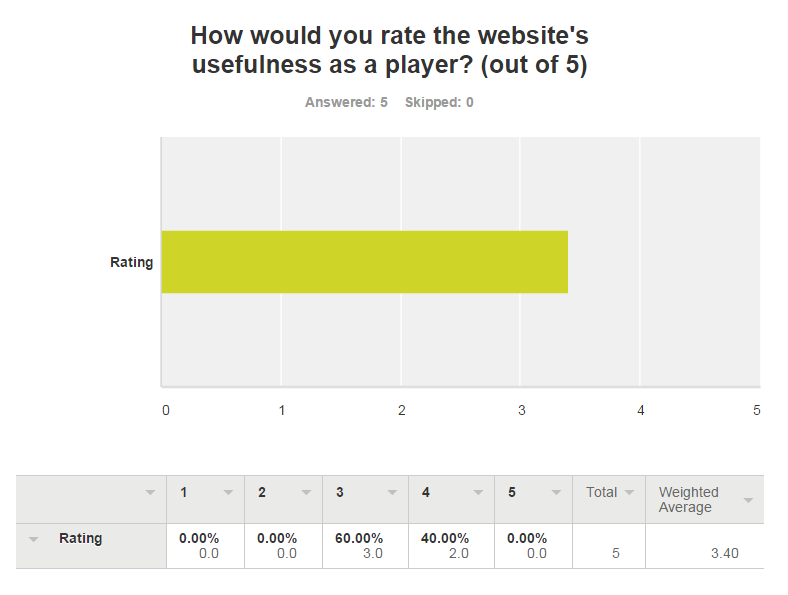 How would you rate the website's
usefulness as a player? (out of 5)
Answered: 5 Skipped: 0
Rating
0 1 2 3 4 5
1 2 3 4 5 Total Weighted
Average
Rating 0.00% 0.00% 60.00% 40.00% 0.00%
0.0 0.0 3.0 2.0 0.0 5 3.40